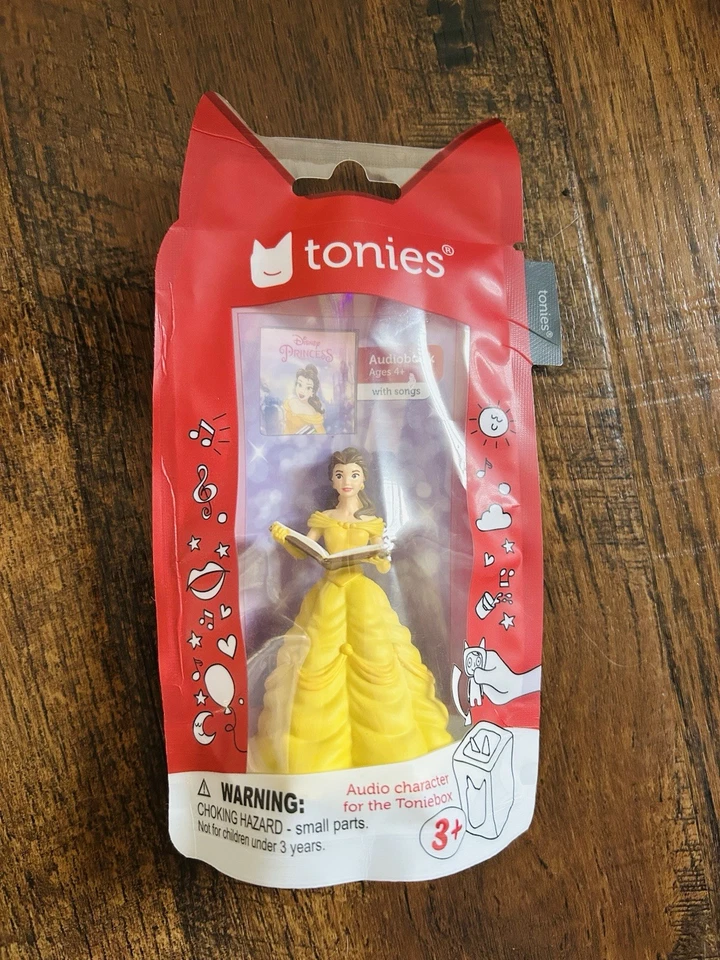 tonies®
tonies®
Disney
PRINCESS
Audiobook
Ages 4+
with songs
⚠ WARNING:
CHOKING HAZARD - small parts.
Not for children under 3 years.
Audio character
for the Toniebox
3+